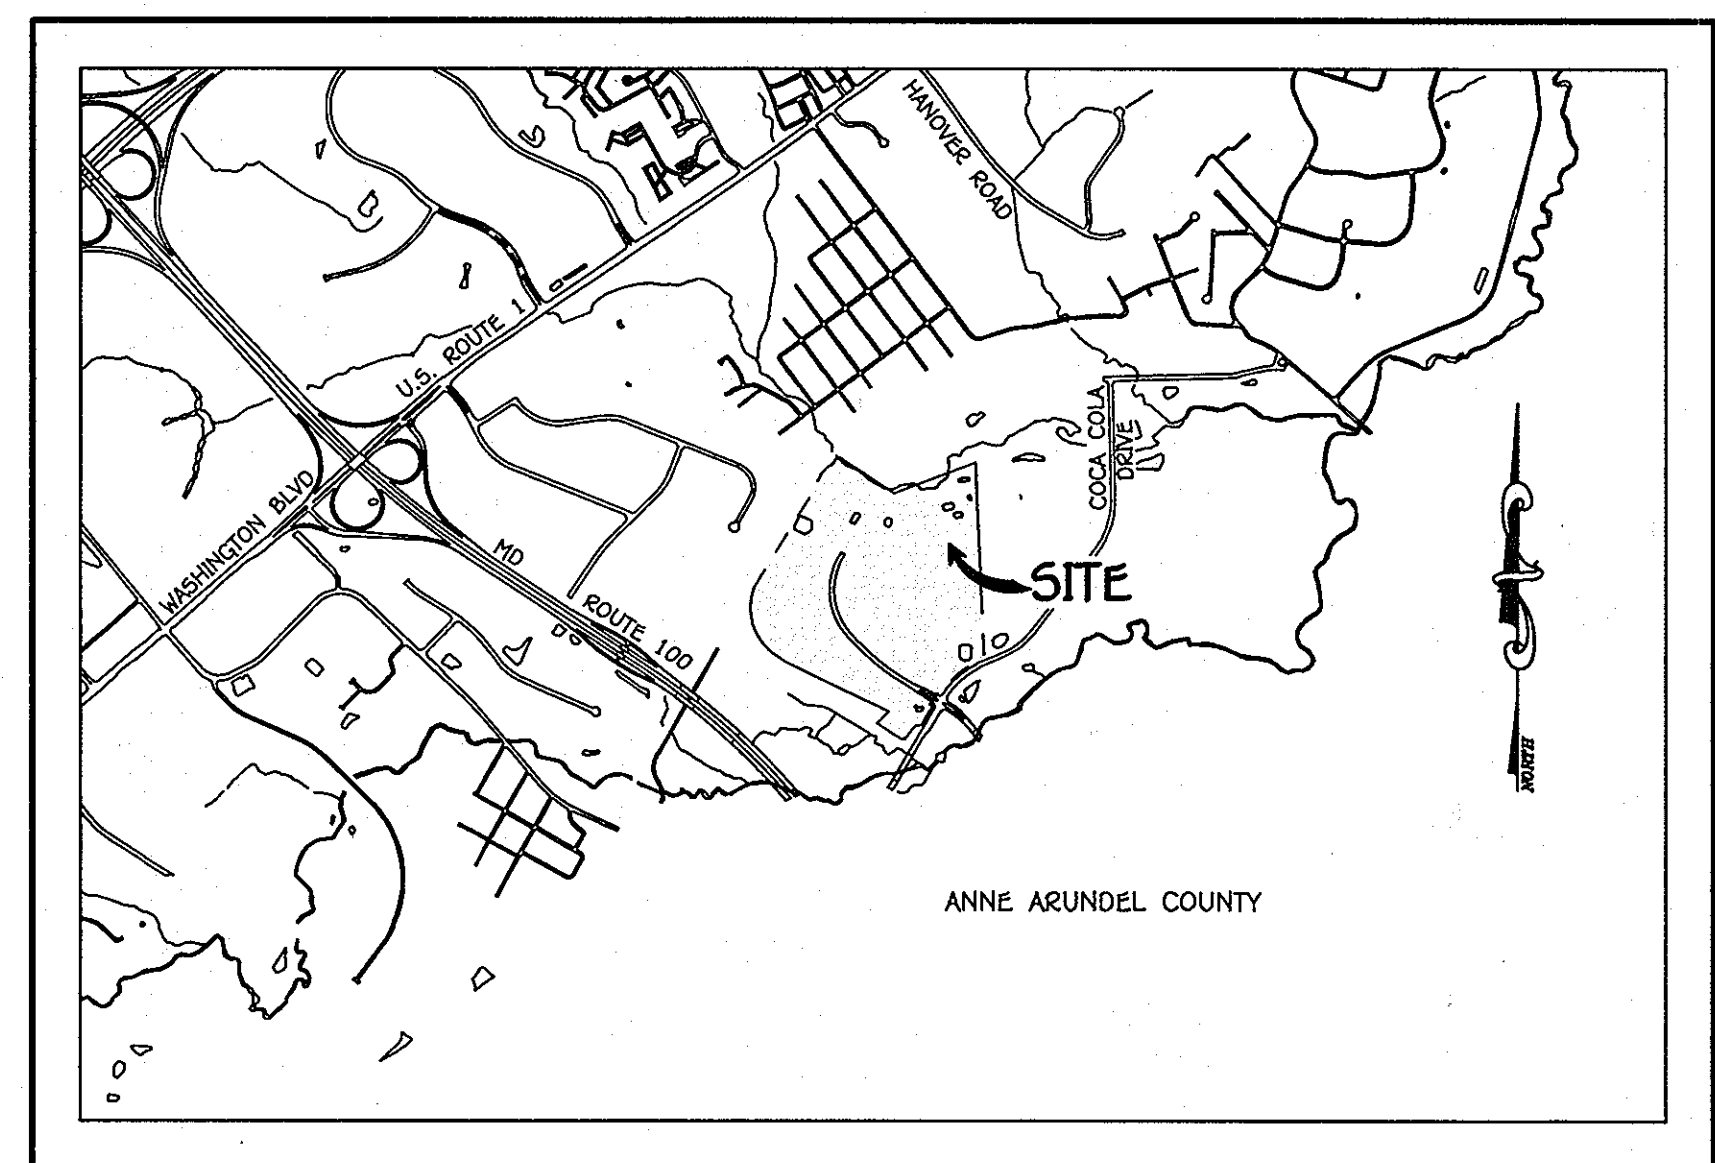 HANOVER ROAD
U.S. ROUTE 1
COCA COLA
DRIVE
WASHINGTON BLVD
MD
ROUTE 100
SITE
NORTH
ANNE ARUNDEL COUNTY